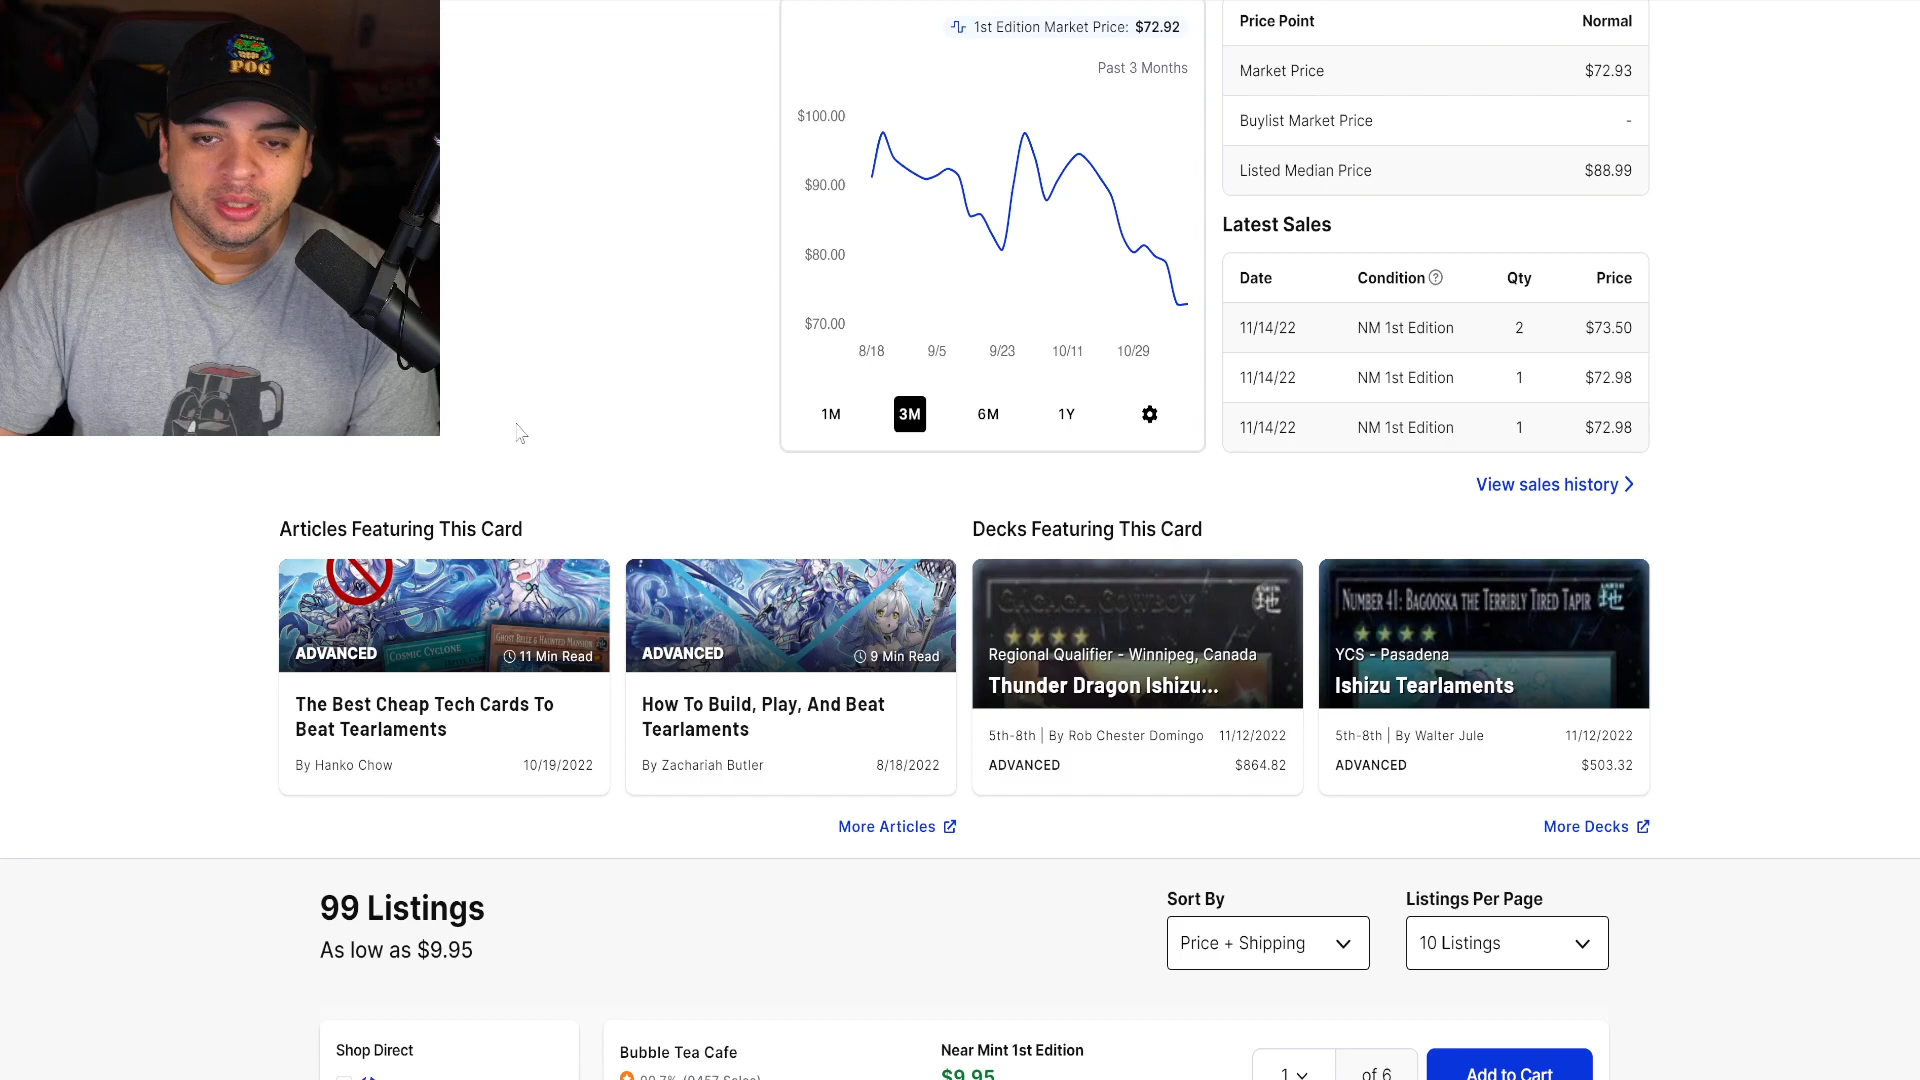 POG
1st Edition Market Price: $72.92
Past 3 Months
$100.00
$90.00
$80.00
$70.00
8/18 9/5 9/23 10/11 10/29
1M 3M 6M 1Y
Price Point Normal
Market Price $72.93
Buylist Market Price -
Listed Median Price $88.99
Latest Sales
Date Condition ? Qty Price
11/14/22 NM 1st Edition 2 $73.50
11/14/22 NM 1st Edition 1 $72.98
11/14/22 NM 1st Edition 1 $72.98
View sales history
Articles Featuring This Card
COSMIC CYCLONE
GHOST BELLE & HAUNTED MANSION
ADVANCED 11 Min Read
The Best Cheap Tech Cards To
Beat Tearlaments
By Hanko Chow 10/19/2022
ADVANCED 9 Min Read
How To Build, Play, And Beat
Tearlaments
By Zachariah Butler 8/18/2022
More Articles
Decks Featuring This Card
GAGAGA COWBOY 地
Regional Qualifier - Winnipeg, Canada
Thunder Dragon Ishizu...
5th-8th | By Rob Chester Domingo 11/12/2022
ADVANCED $864.82
NUMBER 41: BAGOOSKA THE TERRIBLY TIRED TAPIR 地
YCS - Pasadena
Ishizu Tearlaments
5th-8th | By Walter Jule 11/12/2022
ADVANCED $503.32
More Decks
99 Listings
As low as $9.95
Sort By
Price + Shipping
Listings Per Page
10 Listings
Shop Direct
Bubble Tea Cafe
Near Mint 1st Edition
$9.95
1 of 6
Add to Cart